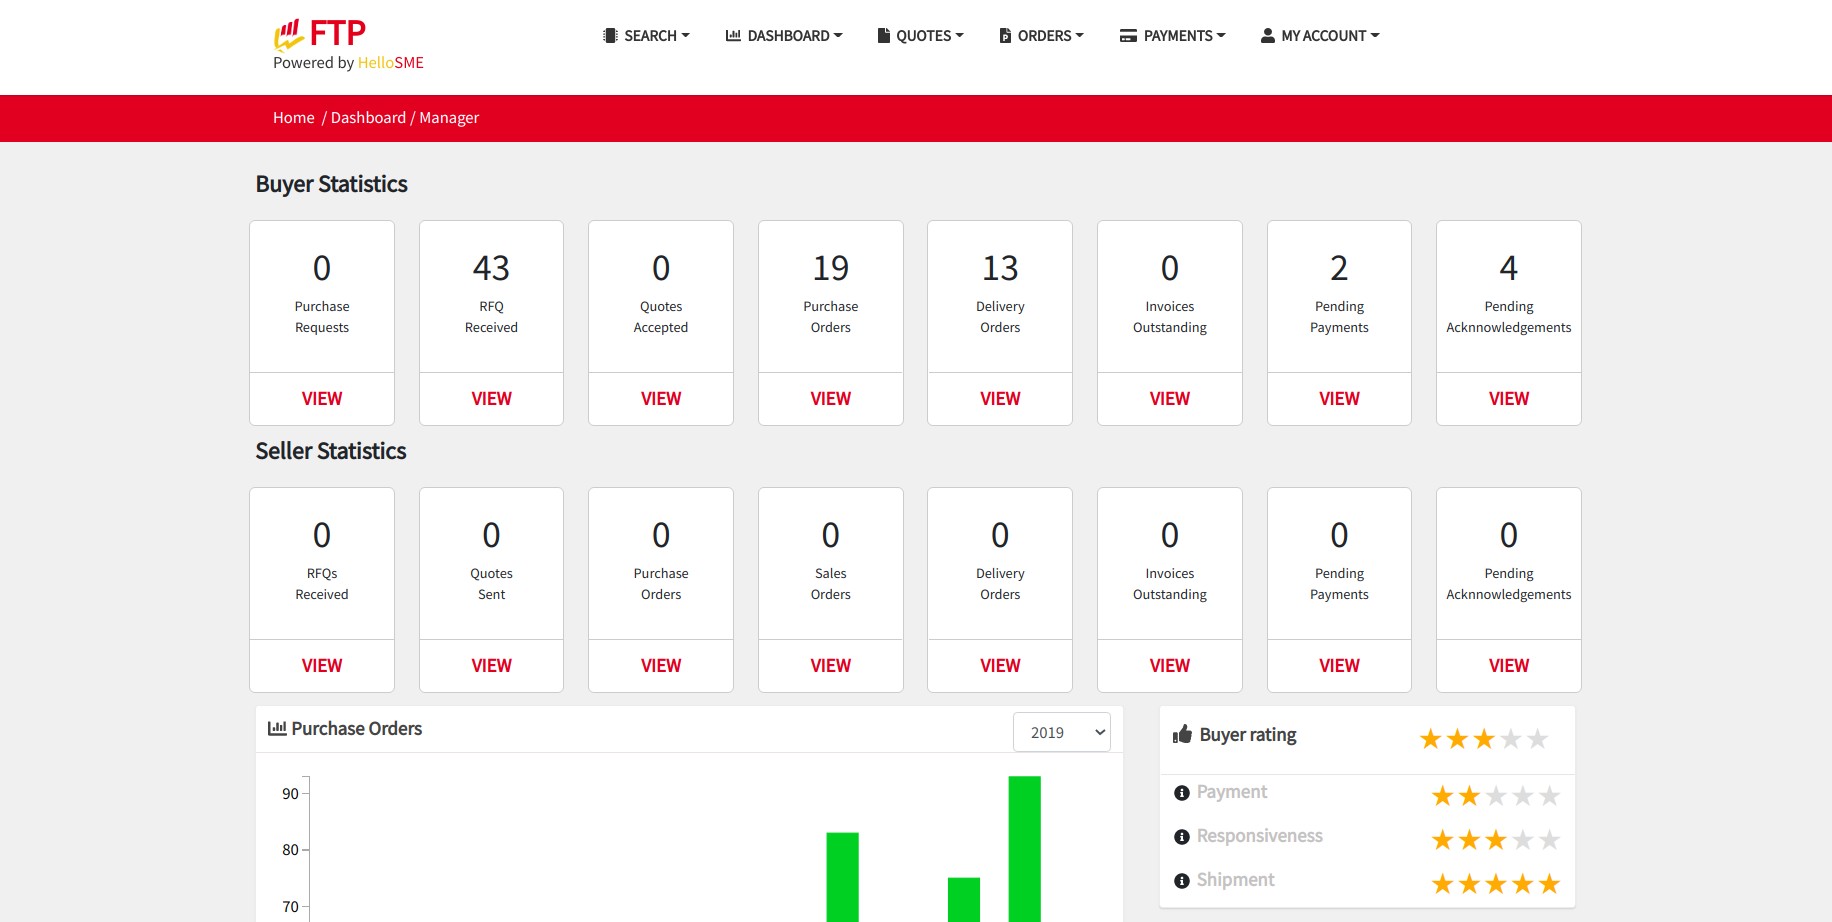 FTP
Powered by HelloSME
SEARCH DASHBOARD QUOTES ORDERS PAYMENTS MY ACCOUNT
Home / Dashboard / Manager
Buyer Statistics
0 43 0 19 13 0 2 4
Purchase RFQ Quotes Purchase Delivery Invoices Pending Pending
Requests Received Accepted Orders Orders Outstanding Payments Acknnowledgements
VIEW VIEW VIEW VIEW VIEW VIEW VIEW VIEW
Seller Statistics
0 0 0 0 0 0 0 0
RFQs Quotes Purchase Sales Delivery Invoices Pending Pending
Received Sent Orders Orders Orders Outstanding Payments Acknnowledgements
VIEW VIEW VIEW VIEW VIEW VIEW VIEW VIEW
Purchase Orders 2019
90
80
70
Buyer rating
Payment
Responsiveness
Shipment